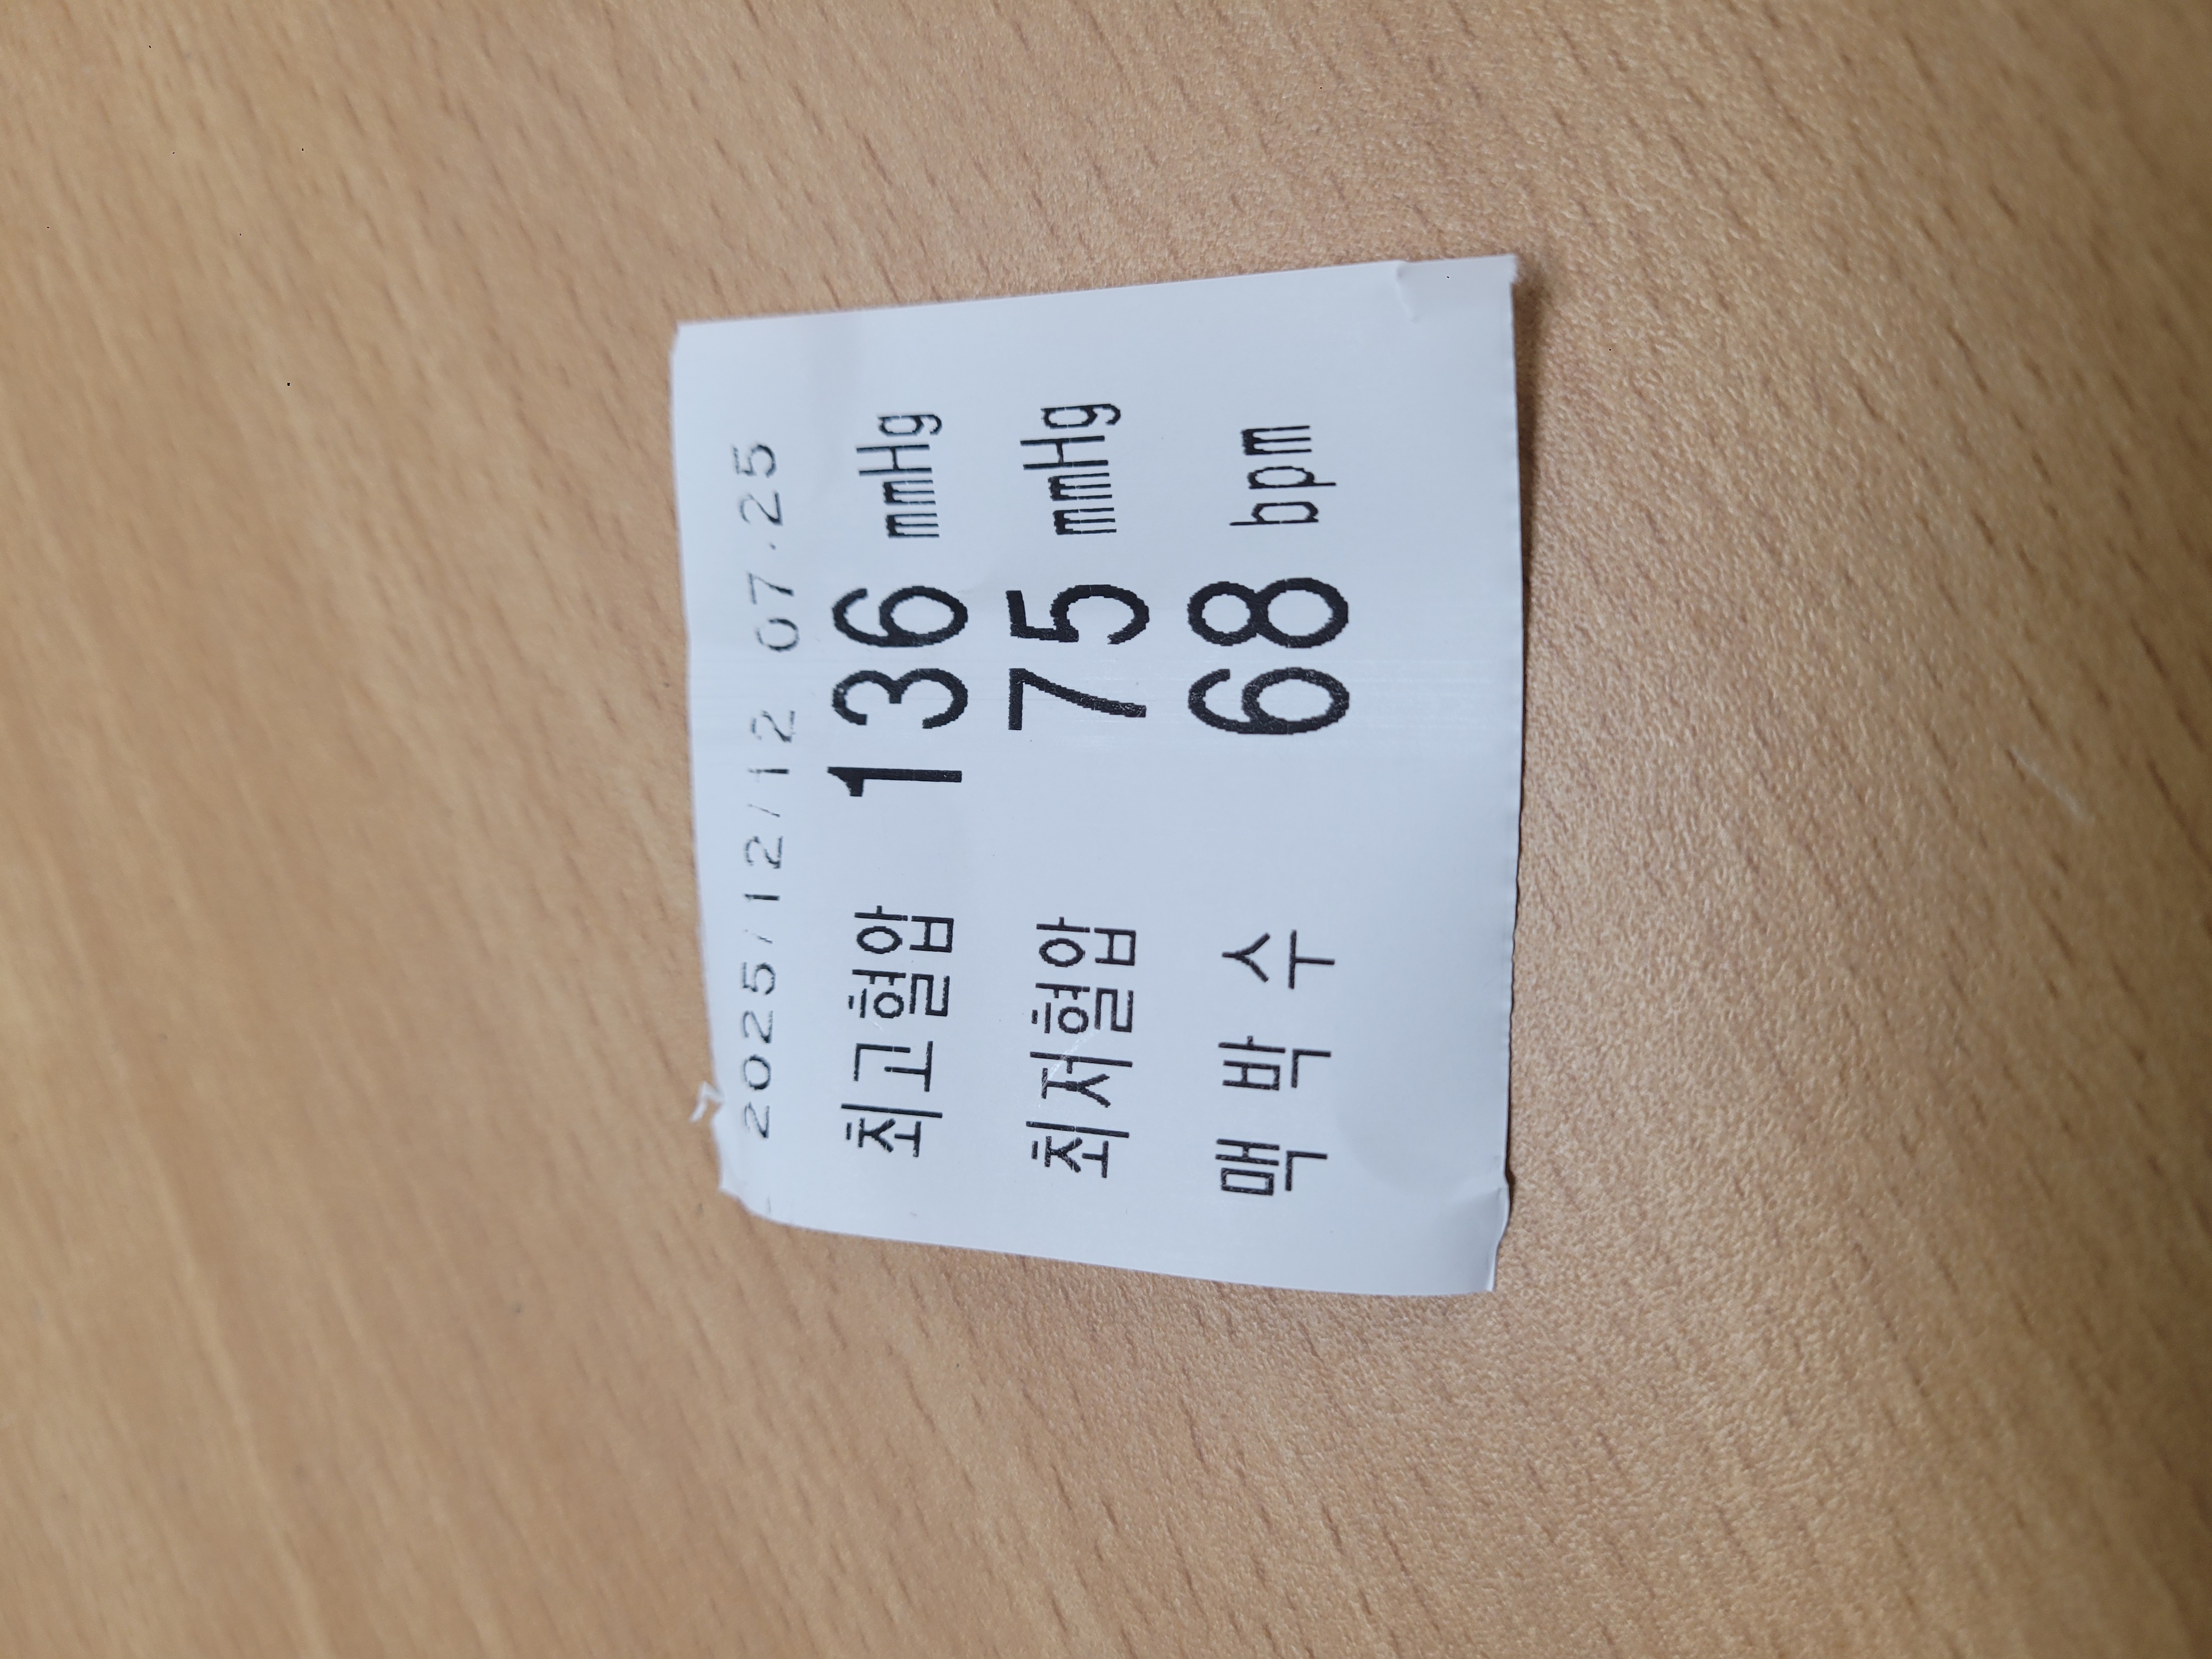 2025/12/12 07:25
최고혈압 136 mmHg
최저혈압 75 mmHg
맥 박 수 68 bpm